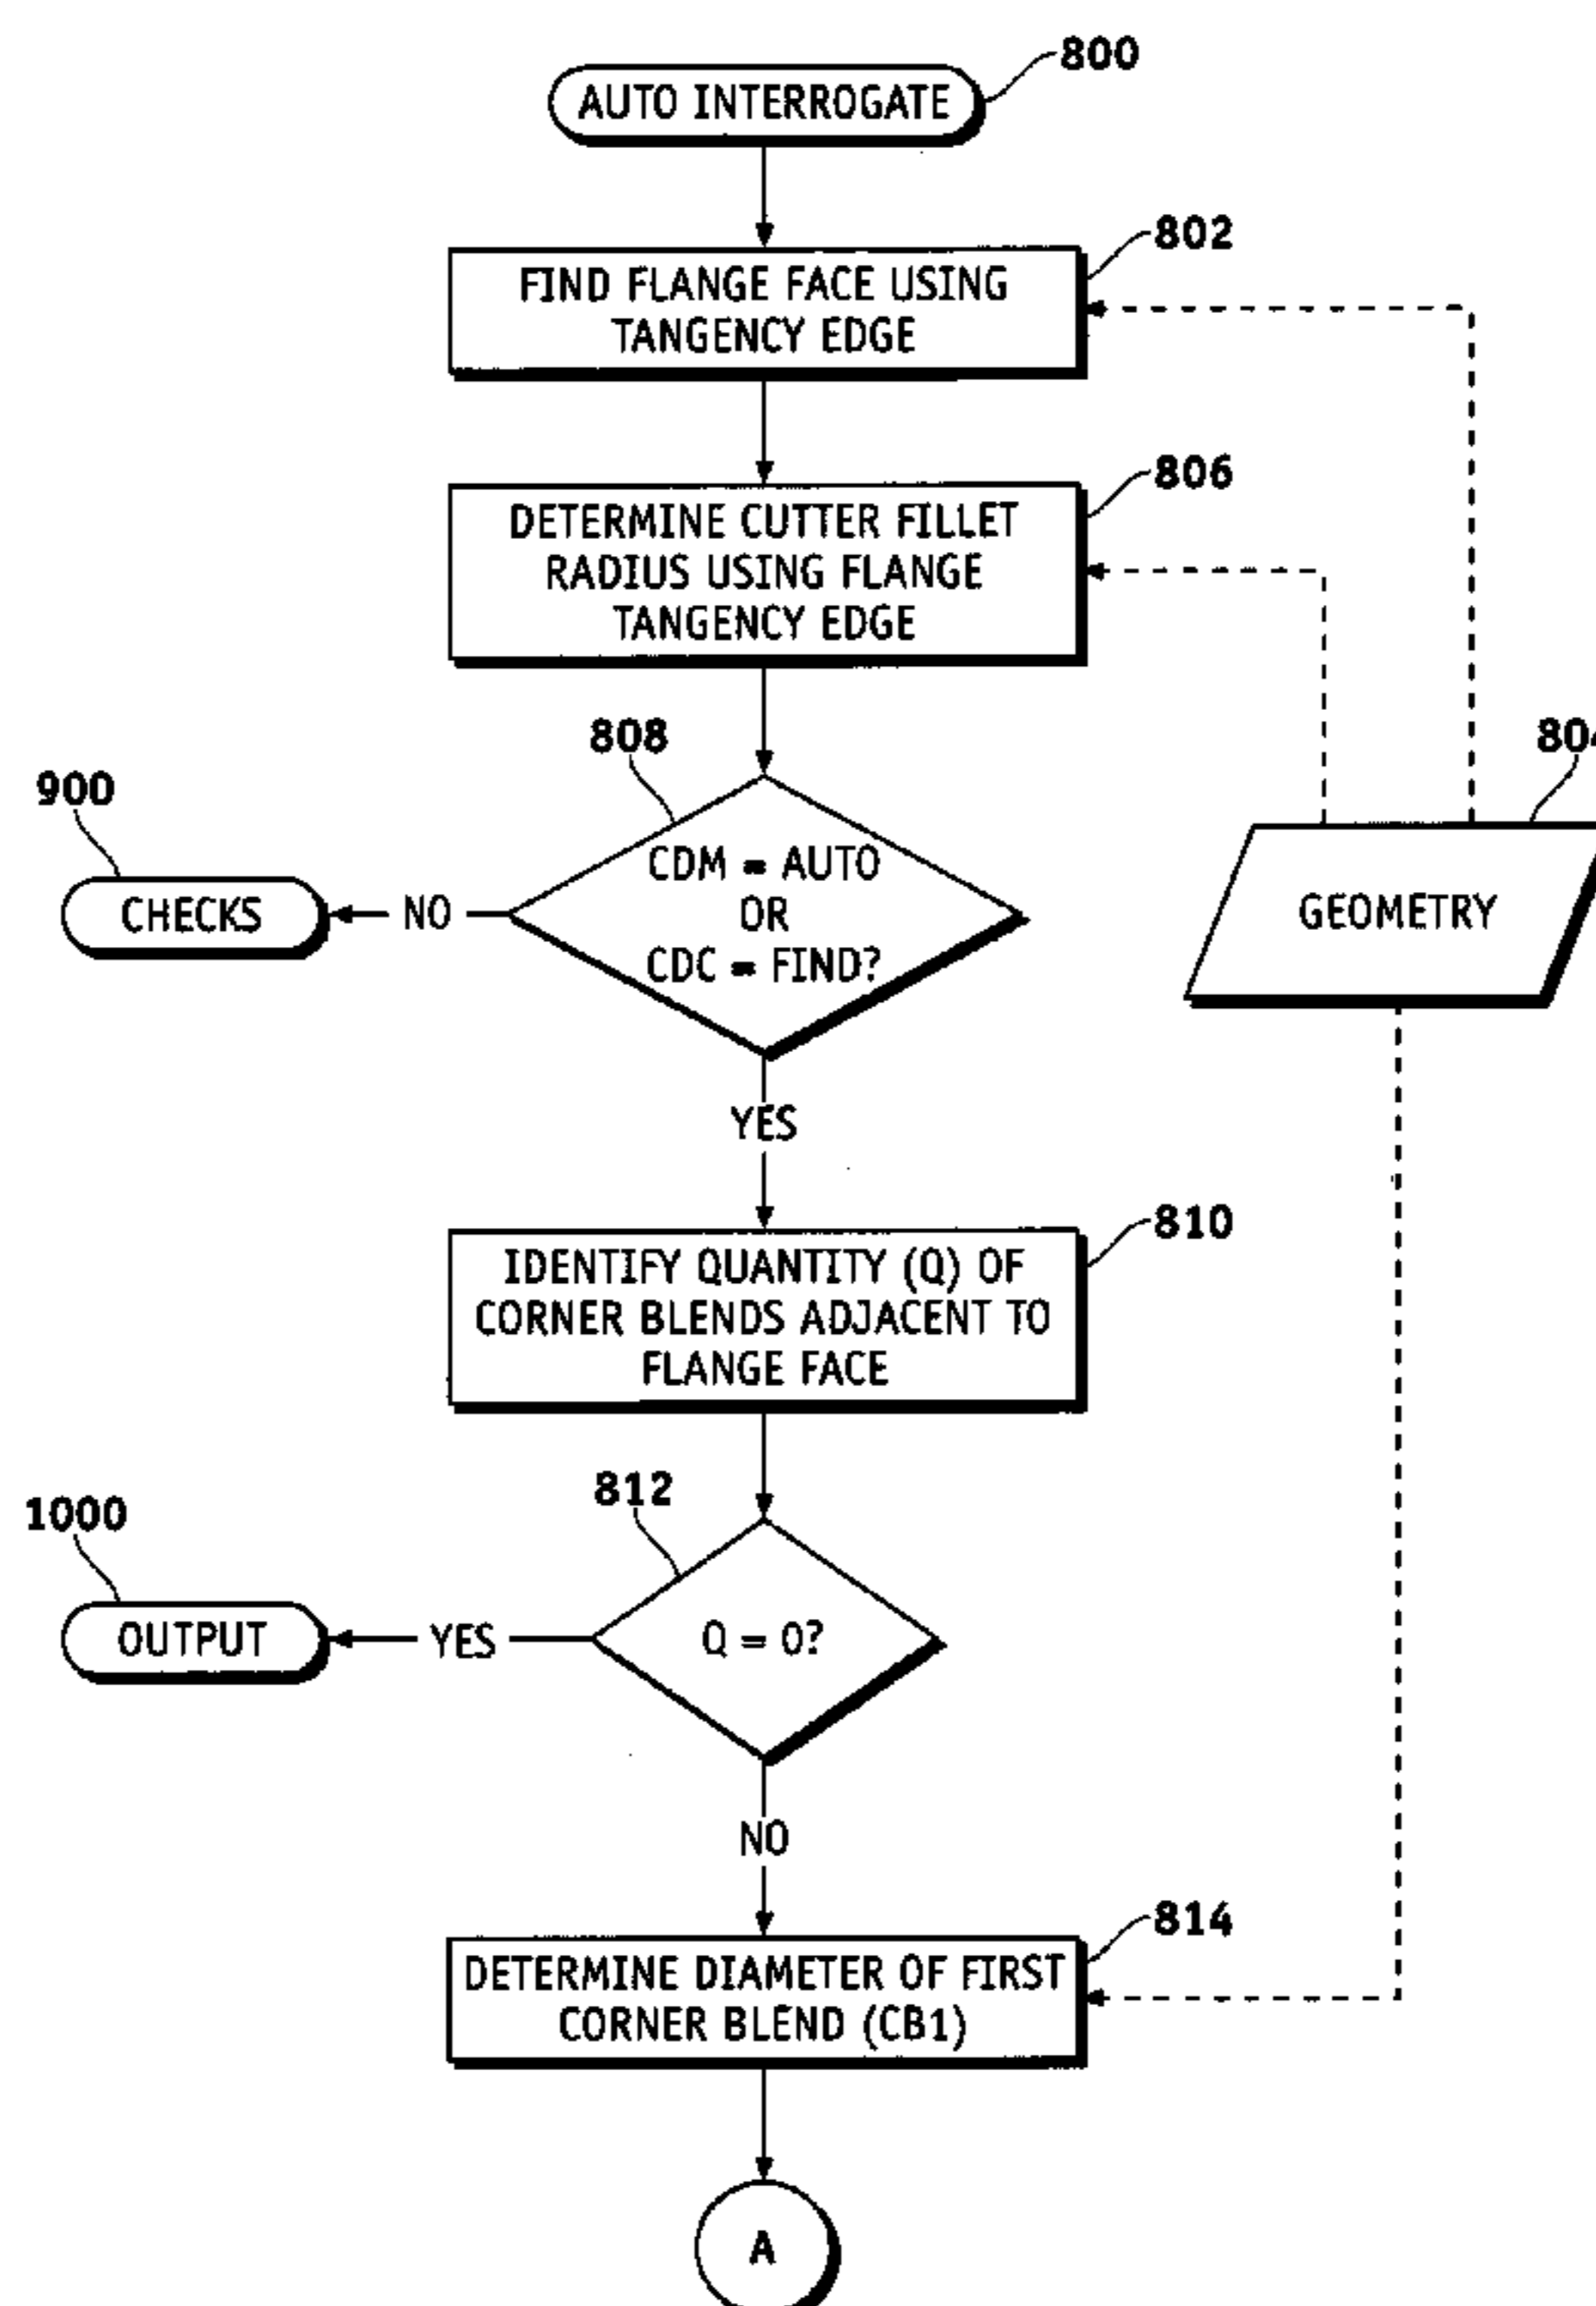 800
AUTO INTERROGATE
802
FIND FLANGE FACE USING
TANGENCY EDGE
806
DETERMINE CUTTER FILLET
RADIUS USING FLANGE
TANGENCY EDGE
808
804
900
CDM = AUTO
OR
CDC = FIND?
CHECKS
NO
GEOMETRY
YES
810
IDENTIFY QUANTITY (Q) OF
CORNER BLENDS ADJACENT TO
FLANGE FACE
812
1000
OUTPUT
YES
Q = 0?
NO
814
DETERMINE DIAMETER OF FIRST
CORNER BLEND (CB1)
A